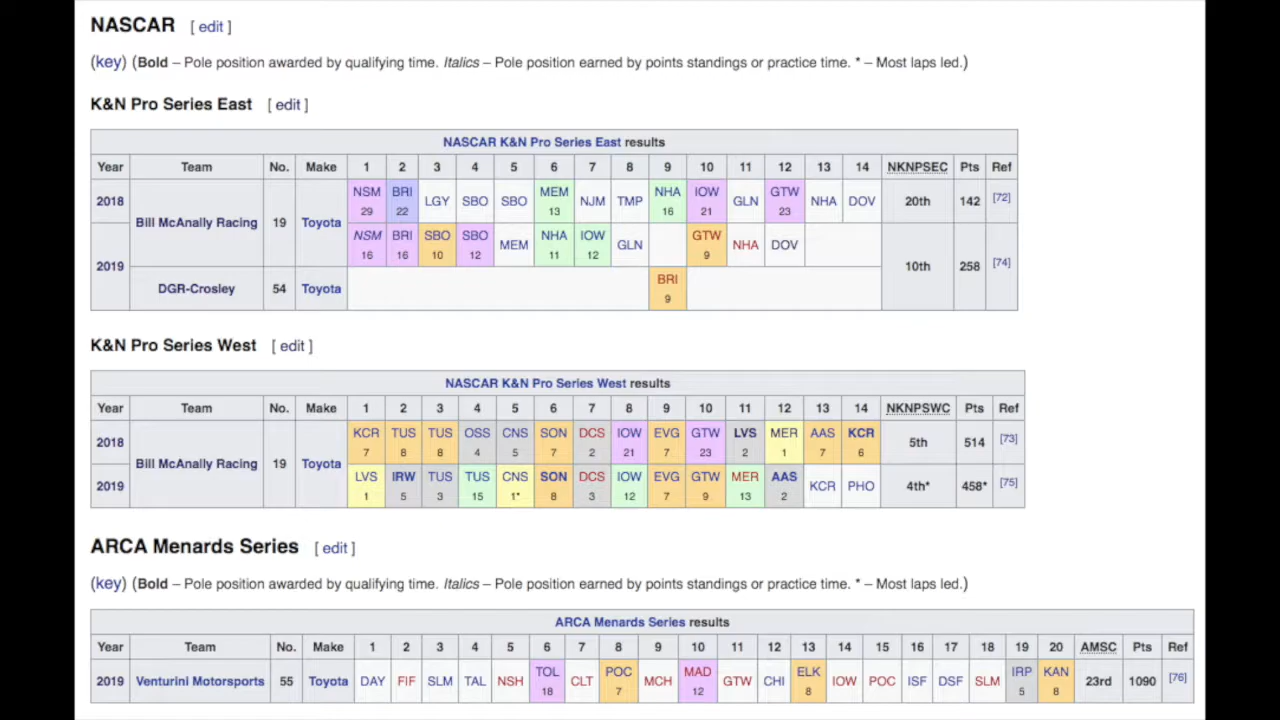 NASCAR [ edit ]
(key) (Bold – Pole position awarded by qualifying time. Italics – Pole position earned by points standings or practice time. * – Most laps led.)
K&N Pro Series East [ edit ]
NASCAR K&N Pro Series East results
Year Team No. Make 1 2 3 4 5 6 7 8 9 10 11 12 13 14 NKNPSEC Pts Ref
2018 Bill McAnally Racing 19 Toyota NSM 29 BRI 22 LGY SBO SBO MEM 13 NJM TMP NHA 16 IOW 21 GLN GTW 23 NHA DOV 20th 142 [72]
2019 NSM 16 BRI 16 SBO 10 SBO 12 MEM NHA 11 IOW 12 GLN GTW 9 NHA DOV 10th 258 [74]
DGR-Crosley 54 Toyota BRI 9
K&N Pro Series West [ edit ]
NASCAR K&N Pro Series West results
Year Team No. Make 1 2 3 4 5 6 7 8 9 10 11 12 13 14 NKNPSWC Pts Ref
2018 Bill McAnally Racing 19 Toyota KCR 7 TUS 8 TUS 8 OSS 4 CNS 5 SON 7 DCS 2 IOW 21 EVG 7 GTW 23 LVS 2 MER 1 AAS 7 KCR 6 5th 514 [73]
2019 LVS 1 IRW 5 TUS 3 TUS 15 CNS 1* SON 8 DCS 3 IOW 12 EVG 7 GTW 9 MER 13 AAS 2 KCR PHO 4th* 458* [75]
ARCA Menards Series [ edit ]
(key) (Bold – Pole position awarded by qualifying time. Italics – Pole position earned by points standings or practice time. * – Most laps led.)
ARCA Menards Series results
Year Team No. Make 1 2 3 4 5 6 7 8 9 10 11 12 13 14 15 16 17 18 19 20 AMSC Pts Ref
2019 Venturini Motorsports 55 Toyota DAY FIF SLM TAL NSH TOL 18 CLT POC 7 MCH MAD 12 GTW CHI ELK 8 IOW POC ISF DSF SLM IRP 5 KAN 8 23rd 1090 [76]